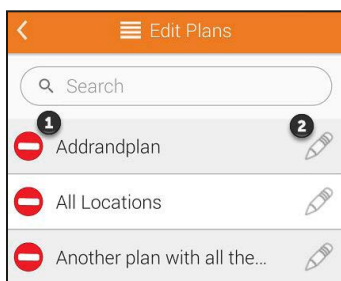 Edit Plans
Search
1 2
Addrandplan
All Locations
Another plan with all the...